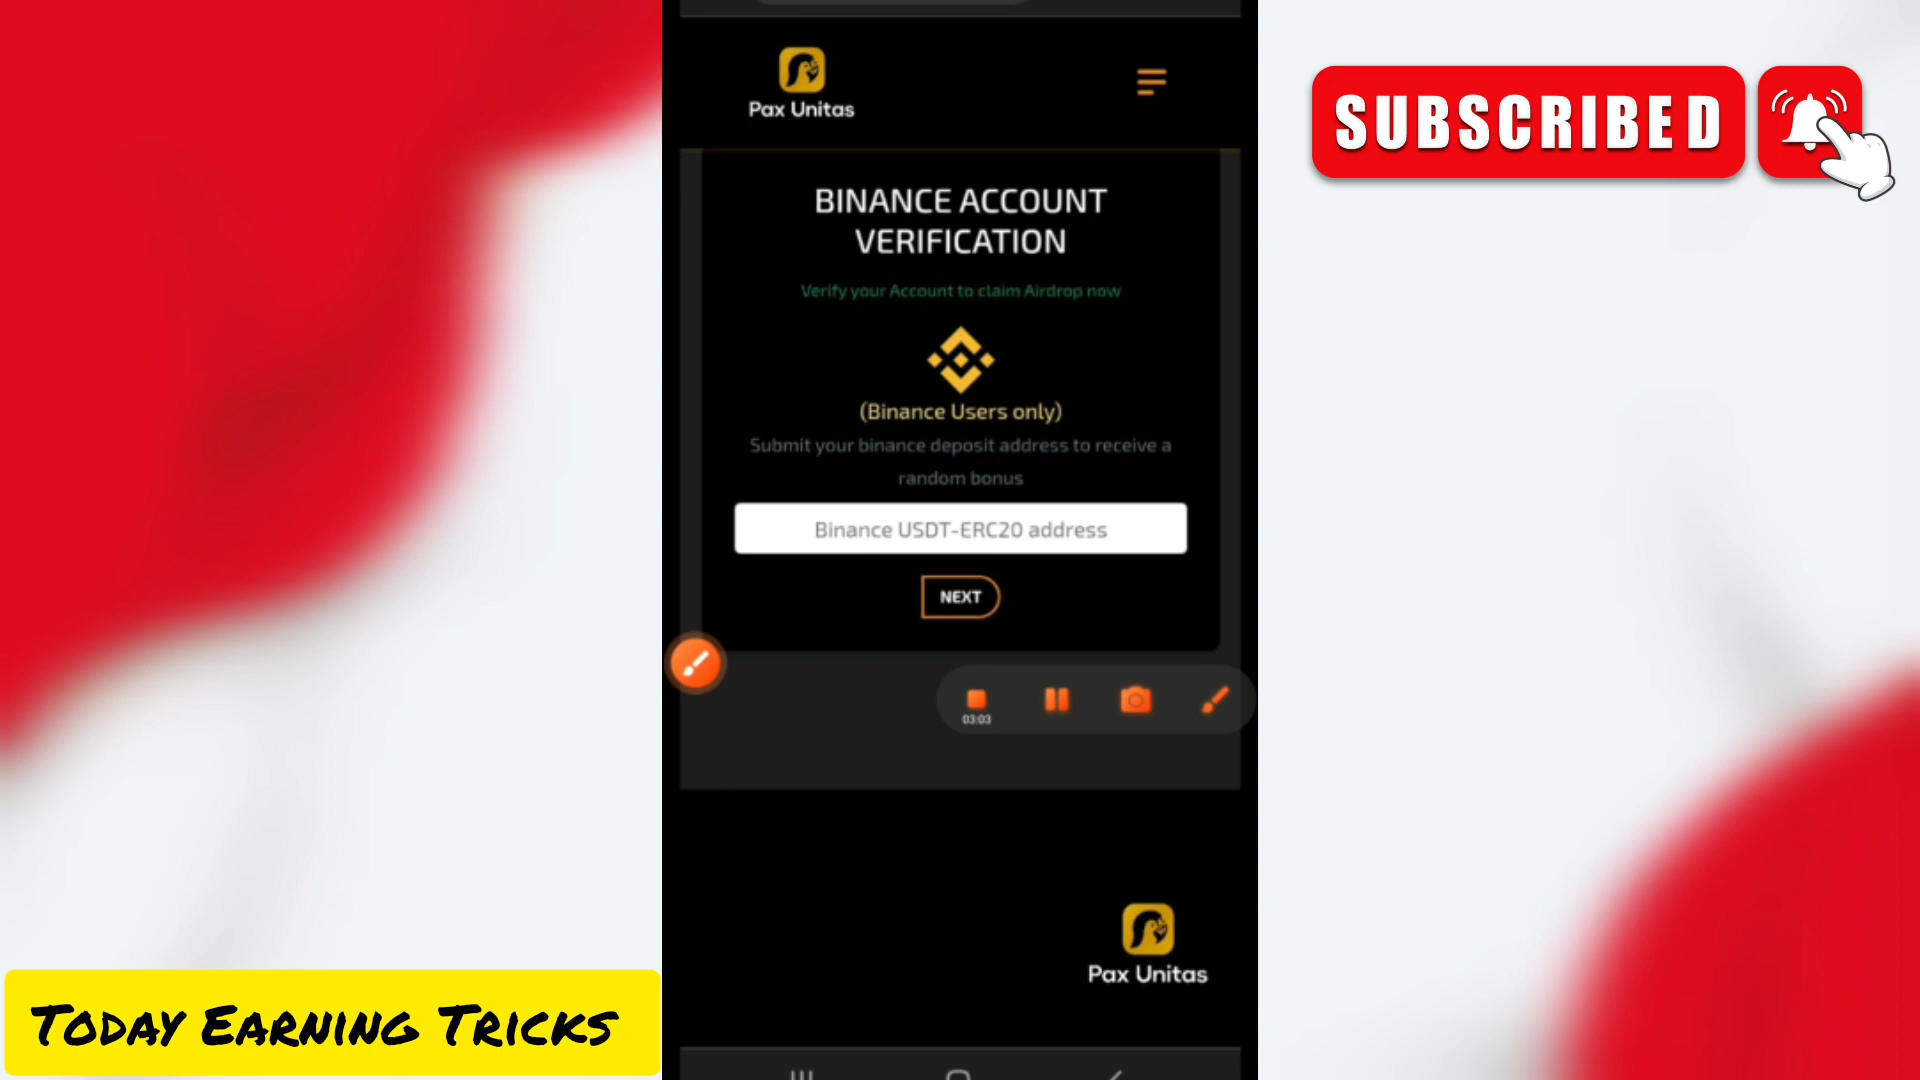 Pax Unitas
SUBSCRIBED
BINANCE ACCOUNT
VERIFICATION
Verify your Account to claim Airdrop now
(Binance Users only)
Submit your binance deposit address to receive a
random bonus
Binance USDT-ERC20 address
NEXT
03:03
Pax Unitas
TODAY EARNING TRICKS